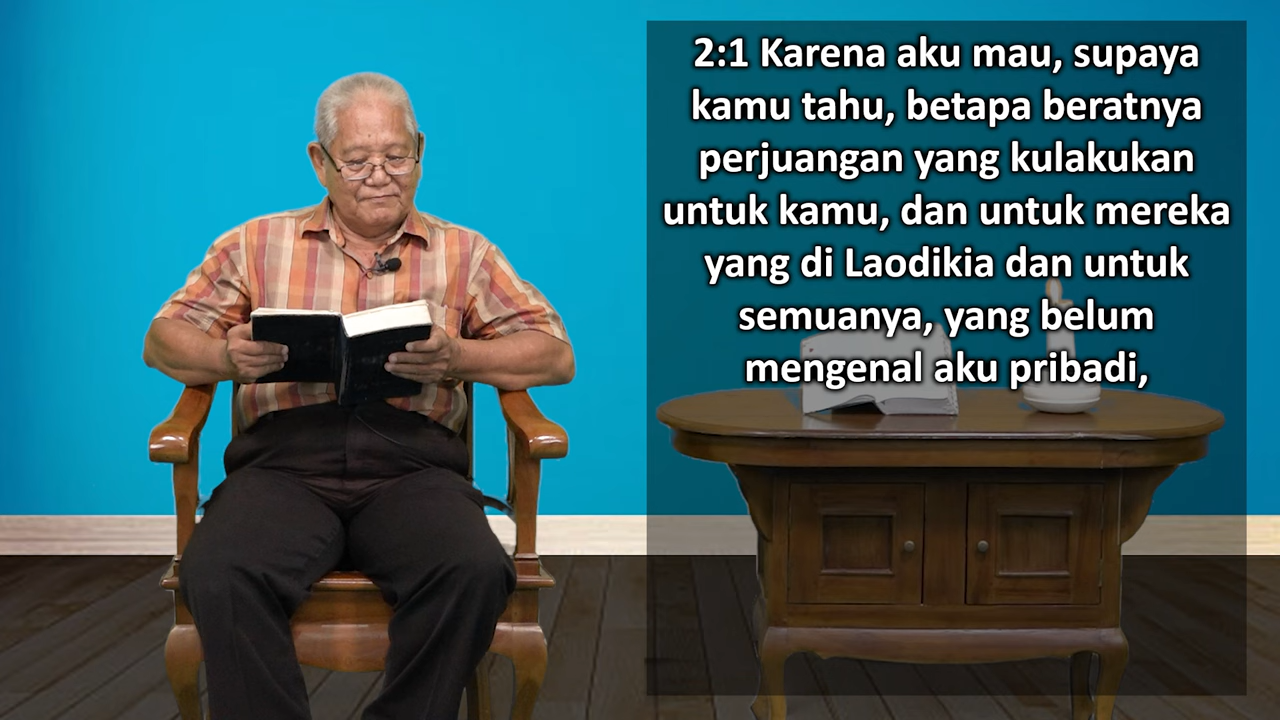 2:1 Karena aku mau, supaya
kamu tahu, betapa beratnya
perjuangan yang kulakukan
untuk kamu, dan untuk mereka
yang di Laodikia dan untuk
semuanya, yang belum
mengenal aku pribadi,